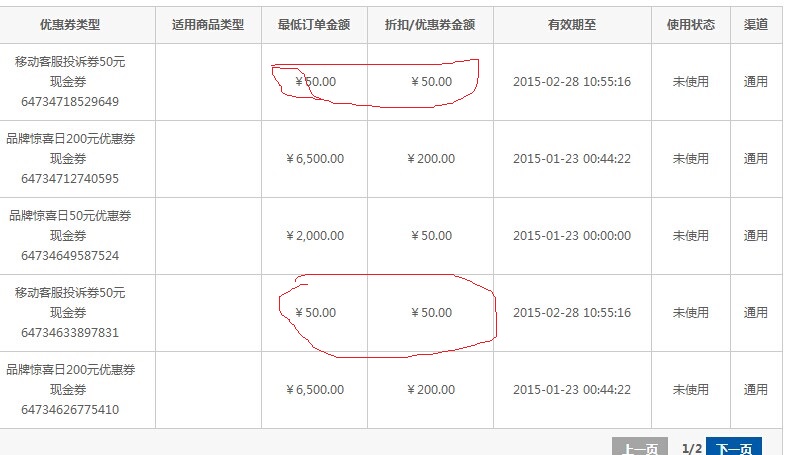 优惠券类型 适用商品类型 最低订单金额 折扣/优惠券金额 有效期至 使用状态 渠道
移动客服投诉券50元
现金券 ￥50.00 ￥50.00 2015-02-28 10:55:16 未使用 通用
64734718529649
品牌惊喜日200元优惠券
现金券 ￥6,500.00 ￥200.00 2015-01-23 00:44:22 未使用 通用
64734712740595
品牌惊喜日50元优惠券
现金券 ￥2,000.00 ￥50.00 2015-01-23 00:00:00 未使用 通用
64734649587524
移动客服投诉券50元
现金券 ￥50.00 ￥50.00 2015-02-28 10:55:16 未使用 通用
64734633897831
品牌惊喜日200元优惠券
现金券 ￥6,500.00 ￥200.00 2015-01-23 00:44:22 未使用 通用
64734626775410
上一页 1/2 下一页